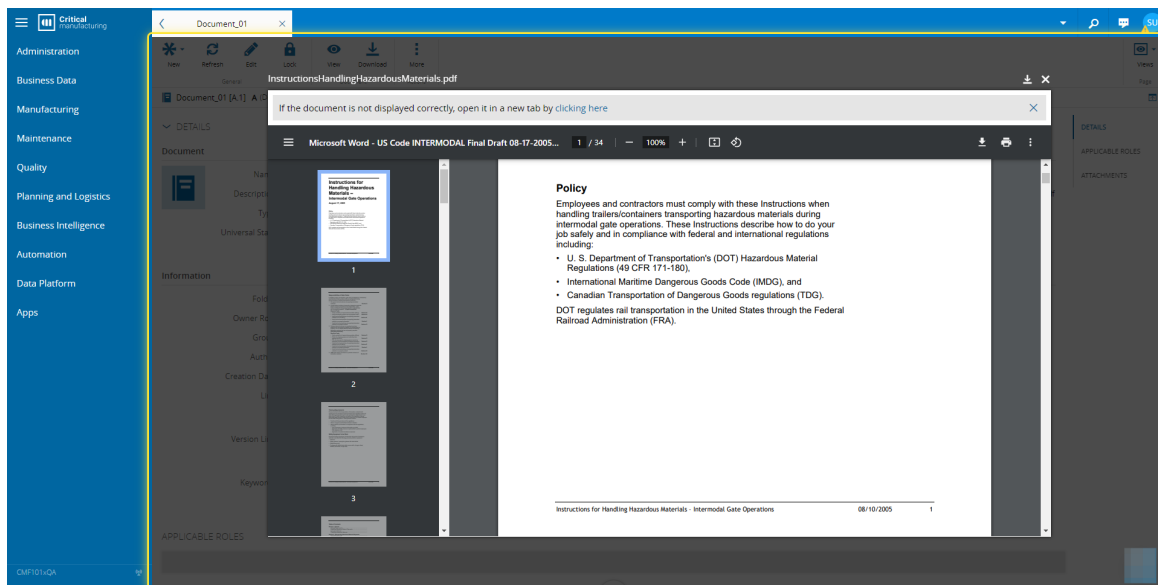 Critical
manufacturing
Document_01
SU
Administration
Business Data
Manufacturing
Maintenance
Quality
Planning and Logistics
Business Intelligence
Automation
Data Platform
Apps
CMF101xQA
New
Refresh
Edit
Lock
View
Download
More
Views
General
Page
Document_01 [A.1]
DETAILS
Document
Universal
Information
Version
APPLICABLE ROLES
DETAILS
APPLICABLE ROLES
ATTACHMENTS
InstructionsHandlingHazardousMaterials.pdf
If the document is not displayed correctly, open it in a new tab by clicking here
Microsoft Word - US Code INTERMODAL Final Draft 08-17-2005...
1 / 34
100%
Instructions for
Handling Hazardous
Materials –
Intermodal Gate Operations
1
2
3
Policy
Employees and contractors must comply with these Instructions when
handling trailers/containers transporting hazardous materials during
intermodal gate operations. These Instructions describe how to do your
job safely and in compliance with federal and international regulations
including:
• U. S. Department of Transportation's (DOT) Hazardous Material
Regulations (49 CFR 171-180),
• International Maritime Dangerous Goods Code (IMDG), and
• Canadian Transportation of Dangerous Goods regulations (TDG).
DOT regulates rail transportation in the United States through the Federal
Railroad Administration (FRA).
Instructions for Handling Hazardous Materials - Intermodal Gate Operations 08/10/2005 1